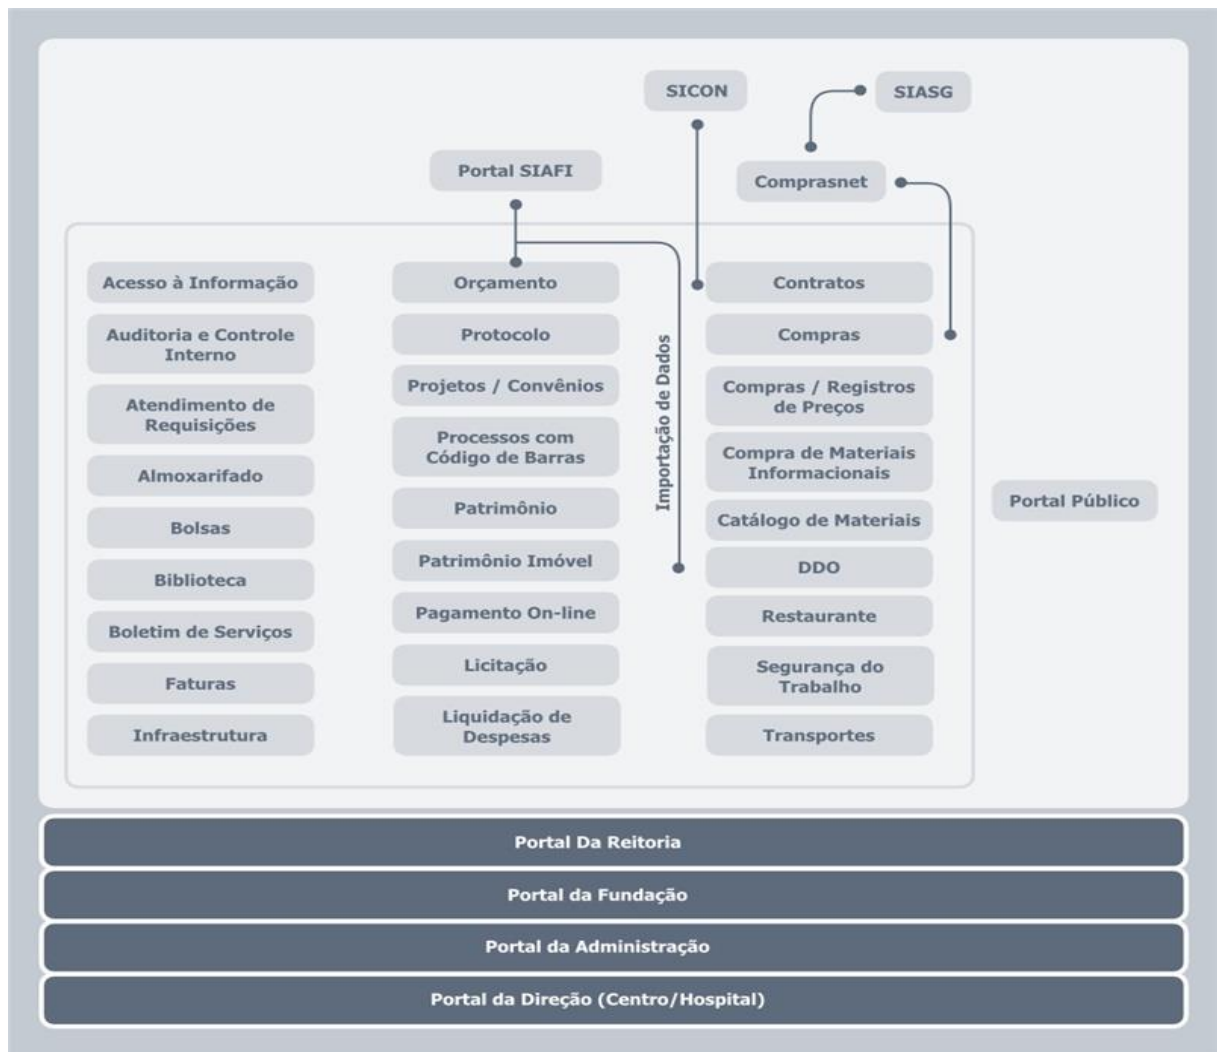 SICON
SIASG
Portal SIAFI
Comprasnet
Acesso à Informação
Auditoria e Controle
Interno
Atendimento de
Requisições
Almoxarifado
Bolsas
Biblioteca
Boletim de Serviços
Faturas
Infraestrutura
Orçamento
Protocolo
Projetos / Convênios
Processos com
Código de Barras
Patrimônio
Patrimônio Imóvel
Pagamento On-line
Licitação
Liquidação de
Despesas
Importação de Dados
Contratos
Compras
Compras / Registros
de Preços
Compra de Materiais
Informacionais
Catálogo de Materiais
DDO
Restaurante
Segurança do
Trabalho
Transportes
Portal Público
Portal Da Reitoria
Portal da Fundação
Portal da Administração
Portal da Direção (Centro/Hospital)